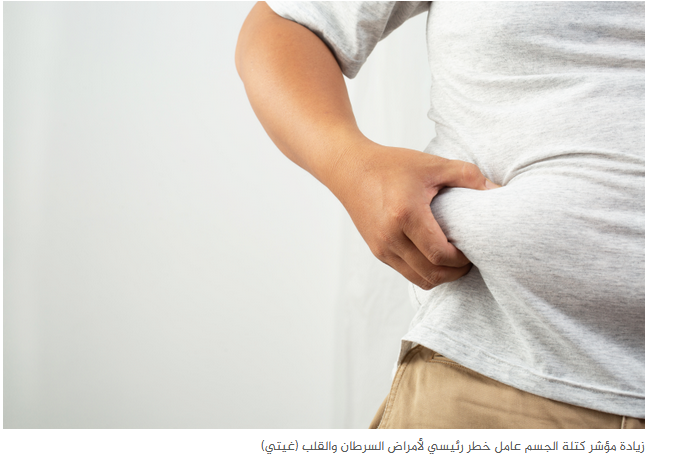 زيادة مؤشر كتلة الجسم عامل خطر رئيسي لأمراض السرطان والقلب (غيتي)